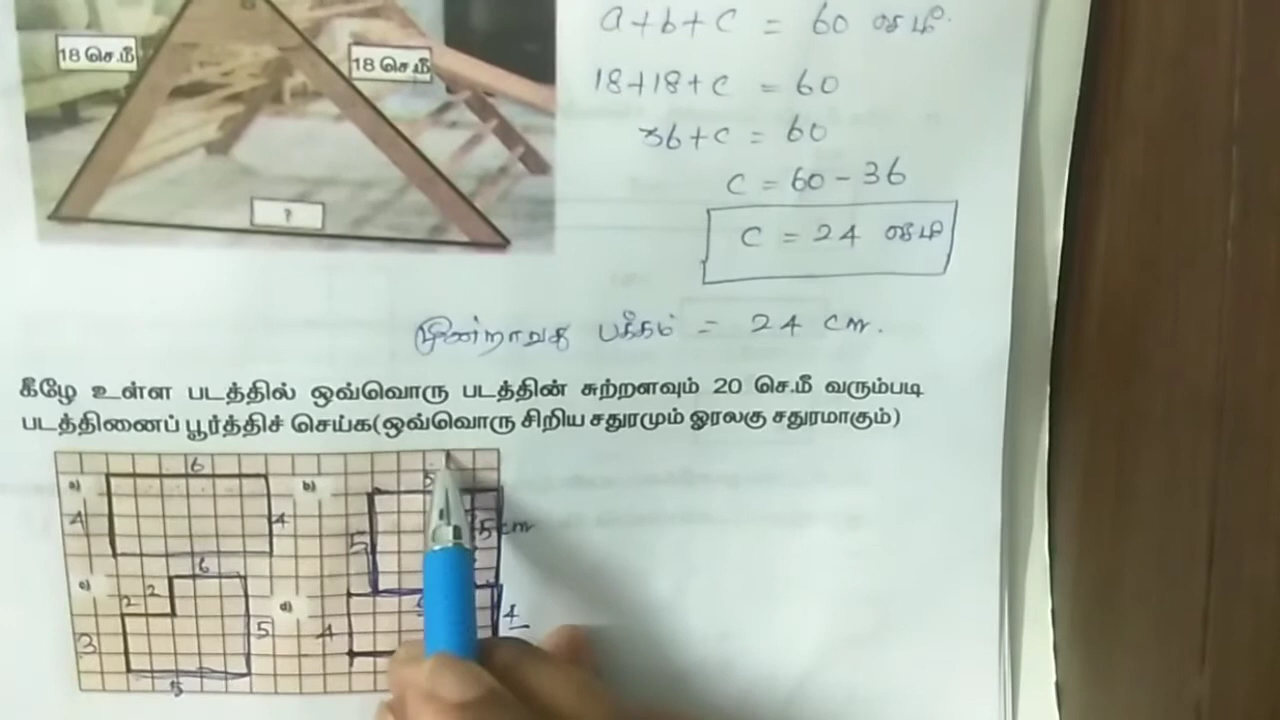 18 செ.மீ
18 செ.மீ
?
a+b+c = 60 செமீ
18+18+c = 60
36+c = 60
c = 60 - 36
c = 24 செமீ
மூன்றாவது பக்கம் = 24 cm.
கீழே உள்ள படத்தில் ஒவ்வொரு படத்தின் சுற்றளவும் 20 செ.மீ வரும்படி
படத்தினைப் பூர்த்திச் செய்க(ஒவ்வொரு சிறிய சதுரமும் ஓரலகு சதுரமாகும்)
a) 6 4 4
b) 5 5 5 cm
c) 6 2 2 3 5 5
d) 4 4